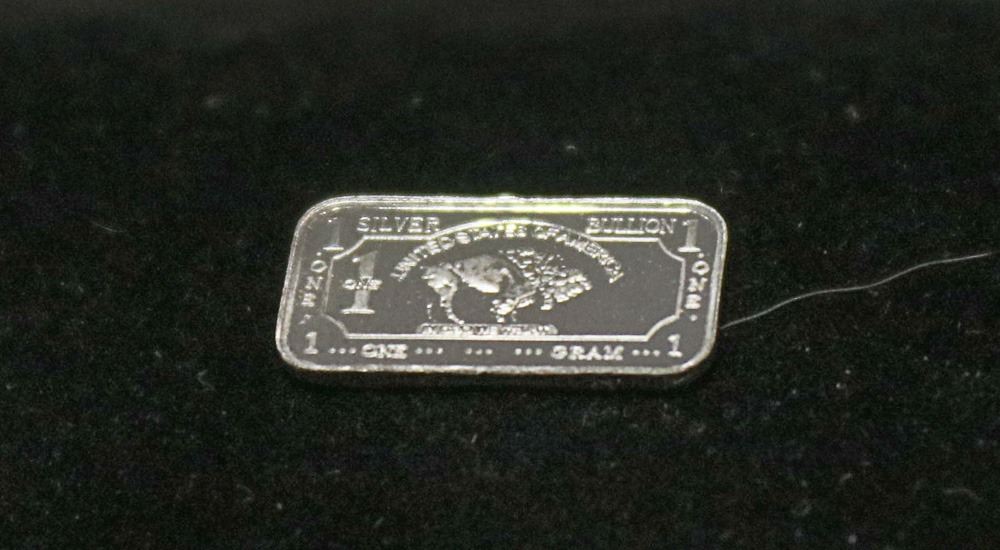 1 SILVER BULLION 1
UNITED STATES OF AMERICA
ONE
1
ONE
ONE
1 ... ONE ... ... ... GRAM ... 1